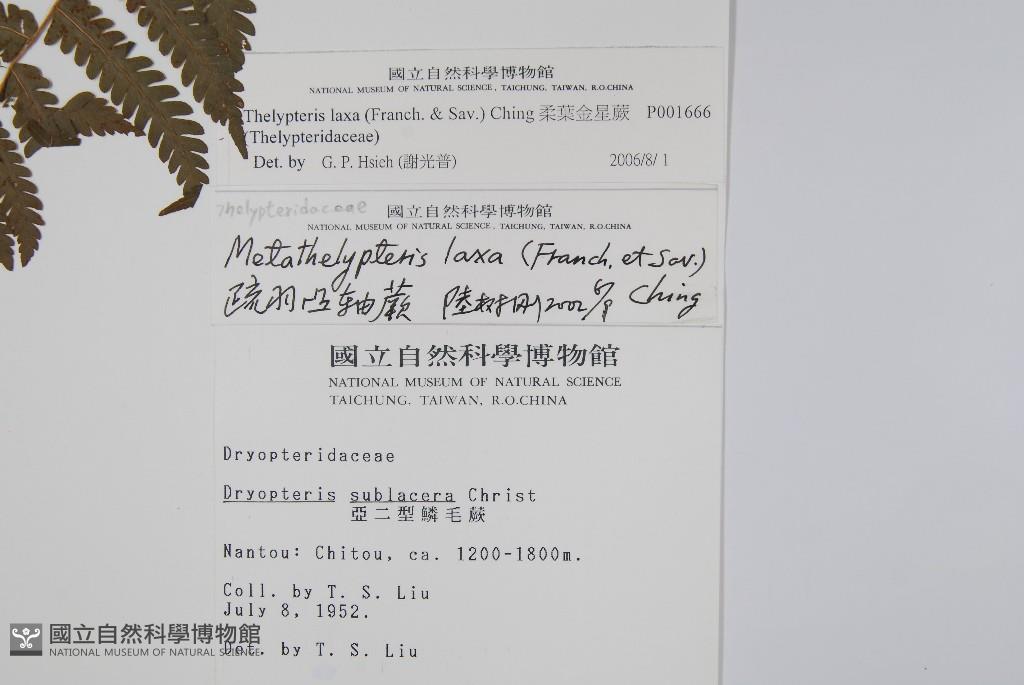 國立自然科學博物館
NATIONAL MUSEUM OF NATURAL SCIENCE, TAICHUNG, TAIWAN, R.O.CHINA
Thelypteris laxa (Franch. & Sav.) Ching 柔葉金星蕨 P001666
(Thelypteridaceae)
Det. by G. P. Hsieh (謝光普) 2006/8/ 1
Thelypteridaceae 國立自然科學博物館
NATIONAL MUSEUM OF NATURAL SCIENCE, TAICHUNG, TAIWAN, R.O.CHINA
Metathelypteris laxa (Franch. et Sav.)
疏羽凸轴蕨 陸树刚 2002 Ching
國立自然科學博物館
NATIONAL MUSEUM OF NATURAL SCIENCE
TAICHUNG, TAIWAN, R.O.CHINA
Dryopteridaceae
Dryopteris sublacera Christ
亞二型鱗毛蕨
Nantou: Chitou, ca. 1200-1800m.
Coll. by T. S. Liu
July 8, 1952.
Det. by T. S. Liu
國立自然科學博物館
NATIONAL MUSEUM OF NATURAL SCIENCE